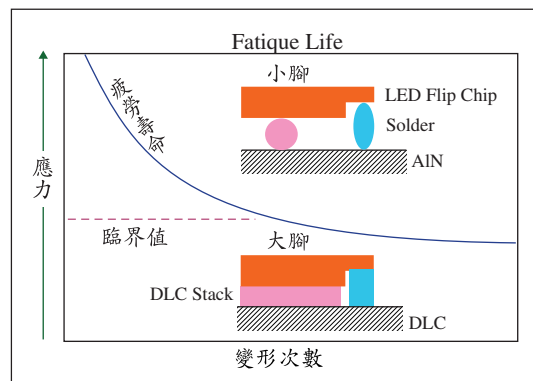 Fatique Life
小腳
LED Flip Chip
Solder
AlN
疲勞壽命
應力
臨界值
大腳
DLC Stack
DLC
變形次數